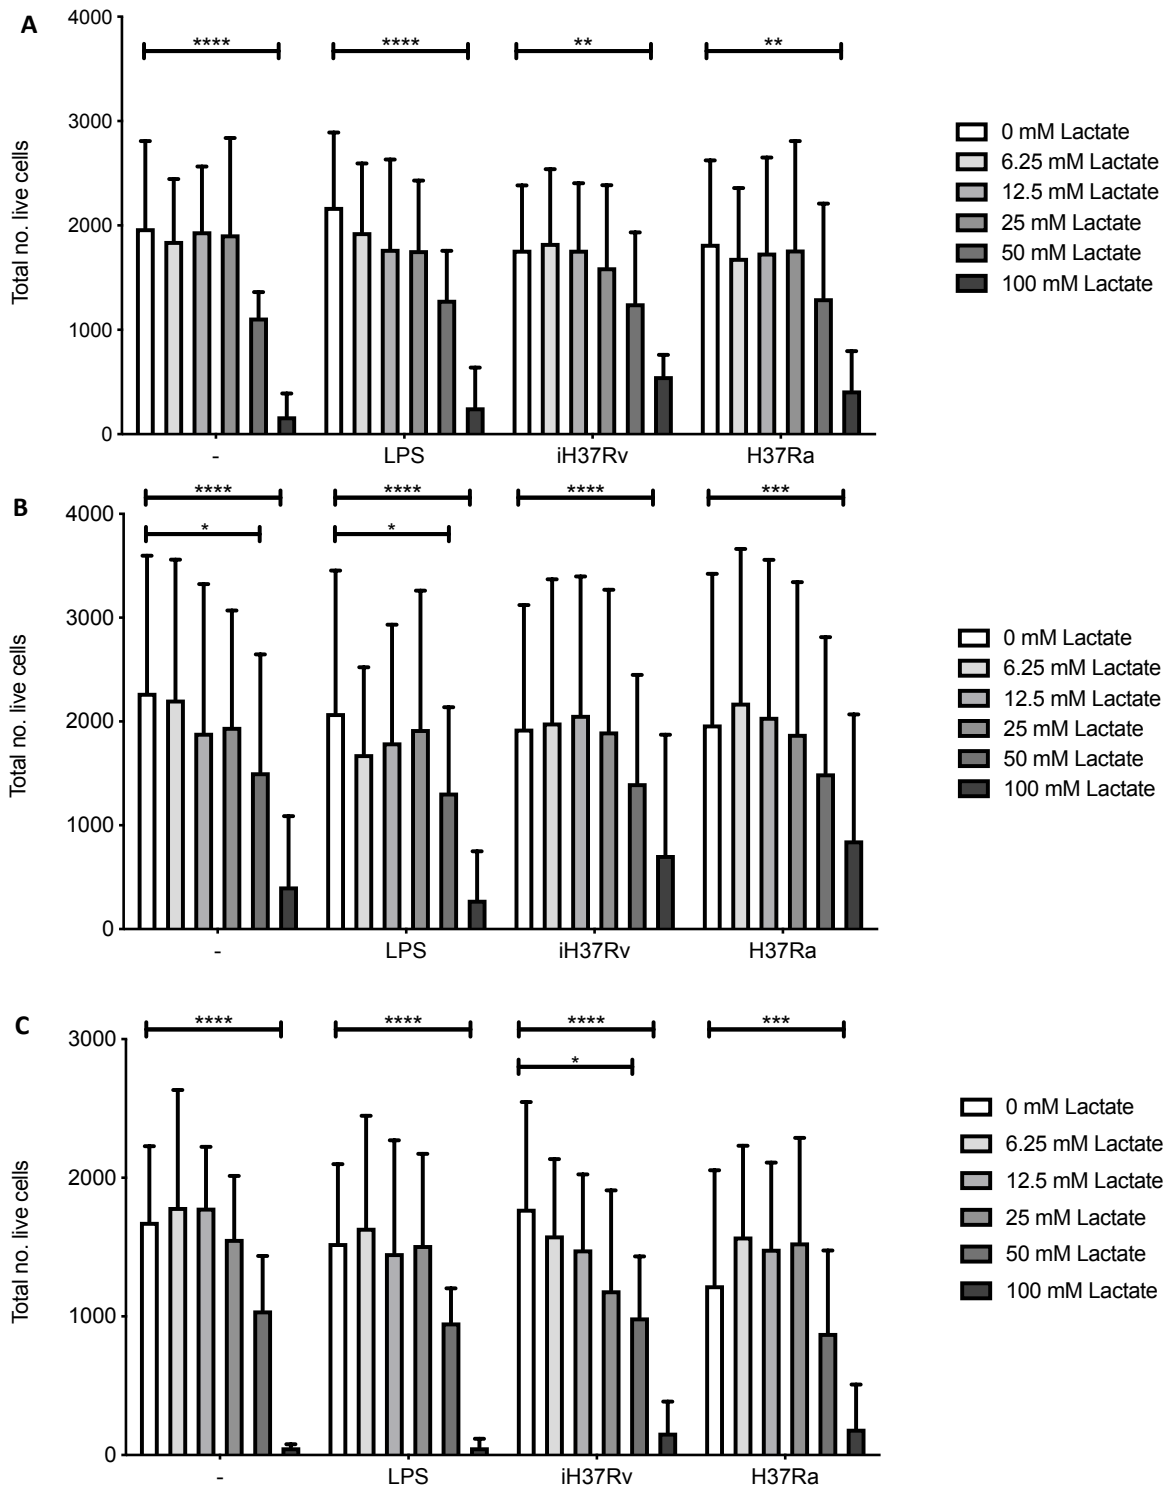 A
4000
3000
2000
1000
0
Total no. live cells
**** **** ** **
- LPS iH37Rv H37Ra
0 mM Lactate
6.25 mM Lactate
12.5 mM Lactate
25 mM Lactate
50 mM Lactate
100 mM Lactate
B
4000
3000
2000
1000
0
Total no. live cells
**** **** **** ***
* *
- LPS iH37Rv H37Ra
0 mM Lactate
6.25 mM Lactate
12.5 mM Lactate
25 mM Lactate
50 mM Lactate
100 mM Lactate
C
3000
2000
1000
0
Total no. live cells
**** **** **** ***
*
- LPS iH37Rv H37Ra
0 mM Lactate
6.25 mM Lactate
12.5 mM Lactate
25 mM Lactate
50 mM Lactate
100 mM Lactate